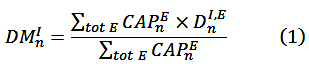 DM_n^I = \frac{\sum_{tot E} CAP_n^E \times D_n^{I,E}}{\sum_{tot E} CAP_n^E} (1)